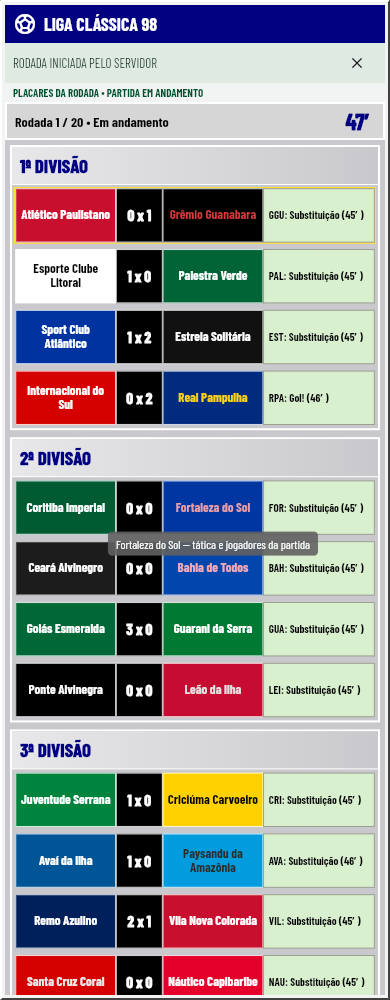 LIGA CLÁSSICA 98
RODADA INICIADA PELO SERVIDOR
PLACARES DA RODADA • PARTIDA EM ANDAMENTO
Rodada 1 / 20 • Em andamento
47'
1ª DIVISÃO
Atlético Paulistano 0 x 1 Grêmio Guanabara GGU: Substituição (45' )
Esporte Clube
Litoral
1 x 0 Palestra Verde PAL: Substituição (45' )
Sport Club
Atlântico
1 x 2 Estrela Solitária EST: Substituição (45' )
Internacional do
Sul
0 x 2 Real Pampulha RPA: Gol! (46' )
2ª DIVISÃO
Coritiba Imperial 0 x 0 Fortaleza do Sol FOR: Substituição (45' )
Fortaleza do Sol — tática e jogadores da partida
Ceará Alvinegro 0 x 0 Bahia de Todos BAH: Substituição (45' )
Goiás Esmeralda 3 x 0 Guarani da Serra GUA: Substituição (45' )
Ponte Alvinegra 0 x 0 Leão da Ilha LEI: Substituição (45' )
3ª DIVISÃO
Juventude Serrana 1 x 0 Criciúma Carvoeiro CRI: Substituição (45' )
Avaí da Ilha 1 x 0 Paysandu da
Amazônia
AVA: Substituição (46' )
Remo Azulino 2 x 1 Vila Nova Colorada VIL: Substituição (45' )
Santa Cruz Coral 0 x 0 Náutico Capibaribe NAU: Substituição (45' )